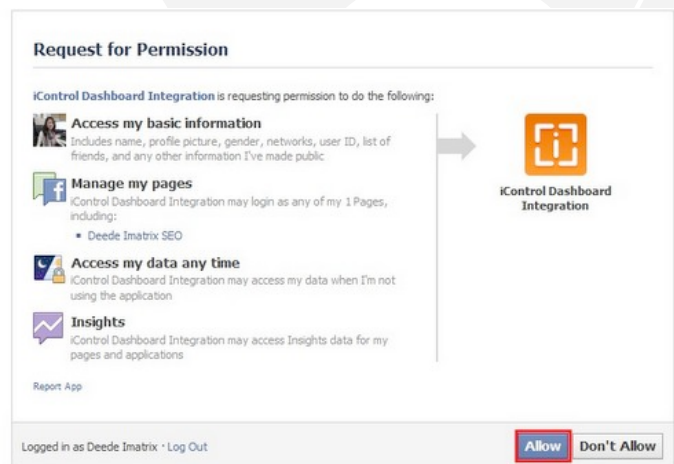 Request for Permission
iControl Dashboard Integration is requesting permission to do the following:
Access my basic information
Includes name, profile picture, gender, networks, user ID, list of
friends, and any other information I've made public
Manage my pages
iControl Dashboard Integration may login as any of my 1 Pages,
including:
▪ Deede Imatrix SEO
Access my data any time
iControl Dashboard Integration may access my data when I'm not
using the application
Insights
iControl Dashboard Integration may access Insights data for my
pages and applications
iControl Dashboard
Integration
Report App
Logged in as Deede Imatrix · Log Out
Allow
Don't Allow